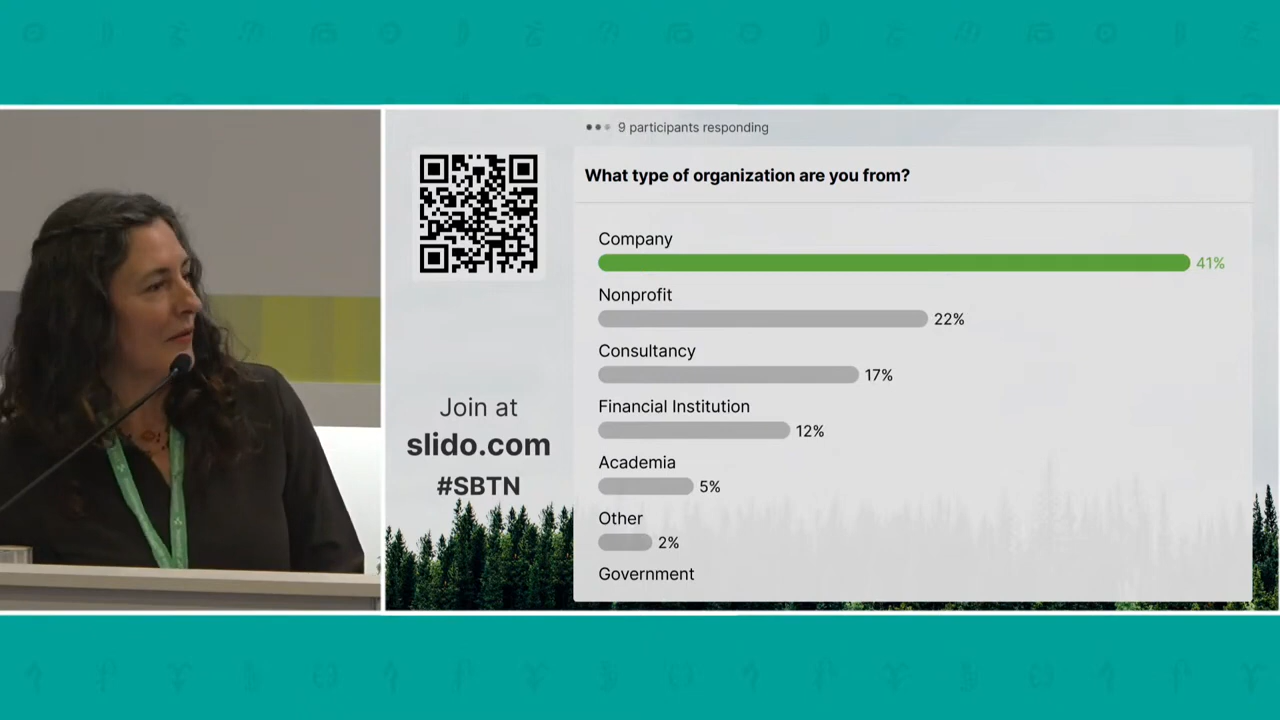 9 participants responding
What type of organization are you from?
Company
41%
Nonprofit
22%
Consultancy
17%
Financial Institution
12%
Academia
5%
Other
2%
Government
Join at
slido.com
#SBTN